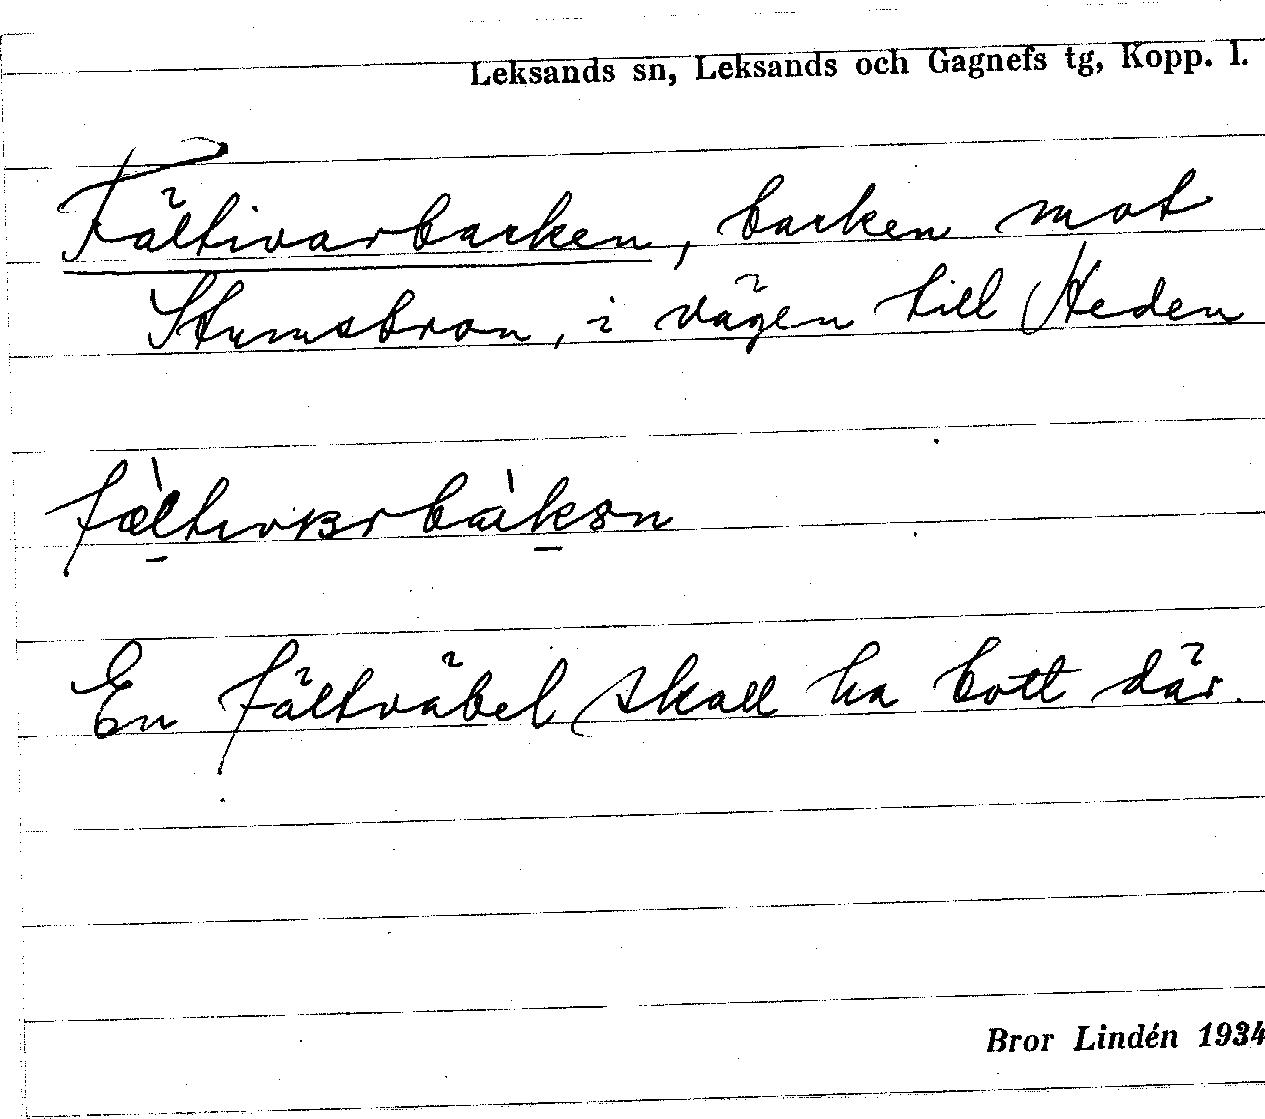 Leksands sn, Leksands och Gagnefs tg, Kopp. l.
Fältivarbacken, backen mot
Stumsbron, i vägen till Heden
En fältväbel skall ha bott där.
Bror Lindén 1934